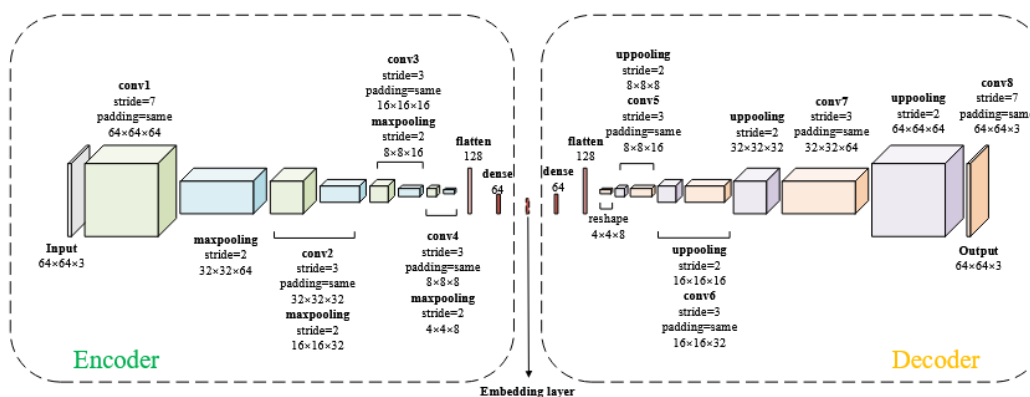 Input
64×64×3
conv1
stride=7
padding=same
64×64×64
maxpooling
stride=2
32×32×64
conv2
stride=3
padding=same
32×32×32
maxpooling
stride=2
16×16×32
conv3
stride=3
padding=same
16×16×16
maxpooling
stride=2
8×8×16
conv4
stride=3
padding=same
8×8×8
maxpooling
stride=2
4×4×8
flatten
128
dense
64
Encoder
Embedding layer
dense
64
flatten
128
reshape
4×4×8
uppooling
stride=2
8×8×8
conv5
stride=3
padding=same
8×8×16
uppooling
stride=2
16×16×16
conv6
stride=3
padding=same
16×16×32
uppooling
stride=2
32×32×32
conv7
stride=3
padding=same
32×32×64
uppooling
stride=2
64×64×64
conv8
stride=7
padding=same
64×64×3
Output
64×64×3
Decoder